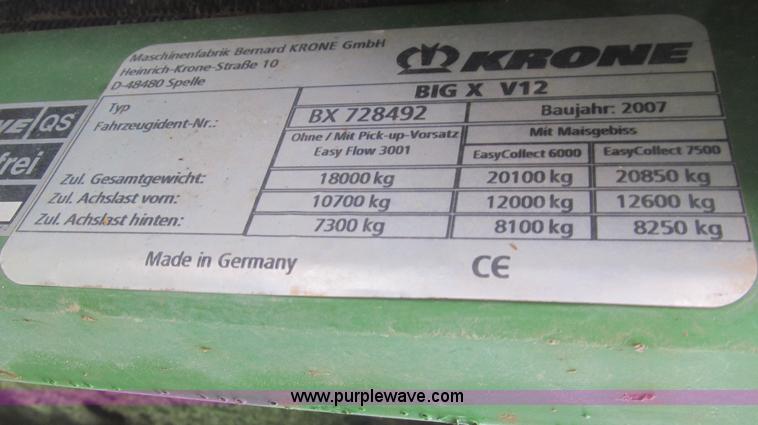 Maschinenfabrik Bernard KRONE GmbH
Heinrich-Krone-Straße 10
D-48480 Spelle
KRONE
Typ BIG X V12
Fahrzeugident-Nr.: BX 728492 Baujahr: 2007
Ohne / Mit Pick-up-Vorsatz Mit Maisgebiss
Easy Flow 3001 EasyCollect 6000 EasyCollect 7500
Zul. Gesamtgewicht: 18000 kg 20100 kg 20850 kg
Zul. Achslast vorn: 10700 kg 12000 kg 12600 kg
Zul. Achslast hinten: 7300 kg 8100 kg 8250 kg
Made in Germany CE
QS
frei
www.purplewave.com